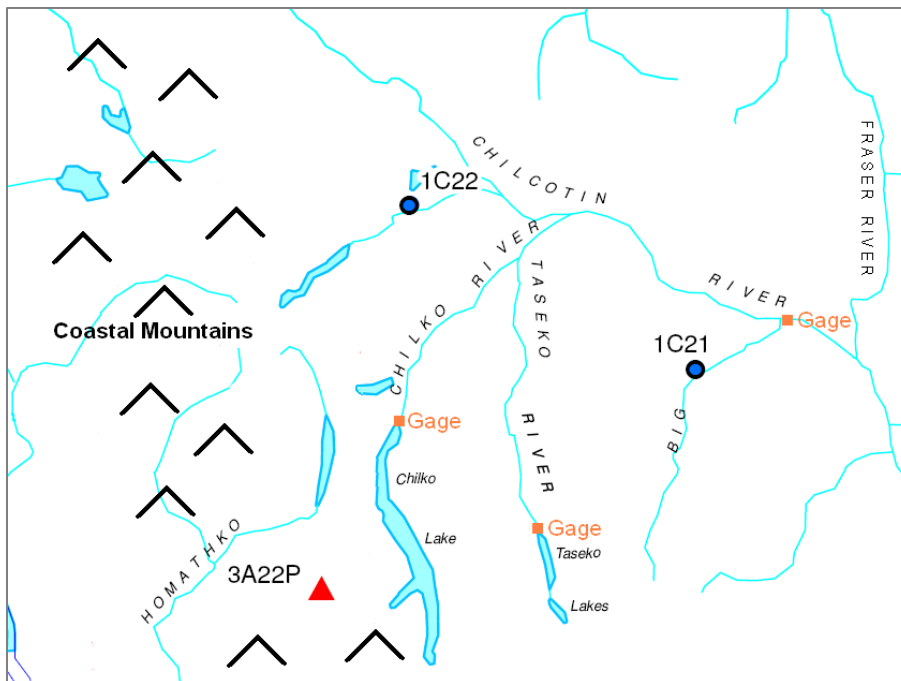 CHILCOTIN
FRASER RIVER
1C22
CHILKO RIVER
TASEKO
RIVER
RIVER
Gage
Coastal Mountains
1C21
Gage
BIG
Chilko
Lake
Gage
Taseko
Lakes
HOMATHKO
3A22P